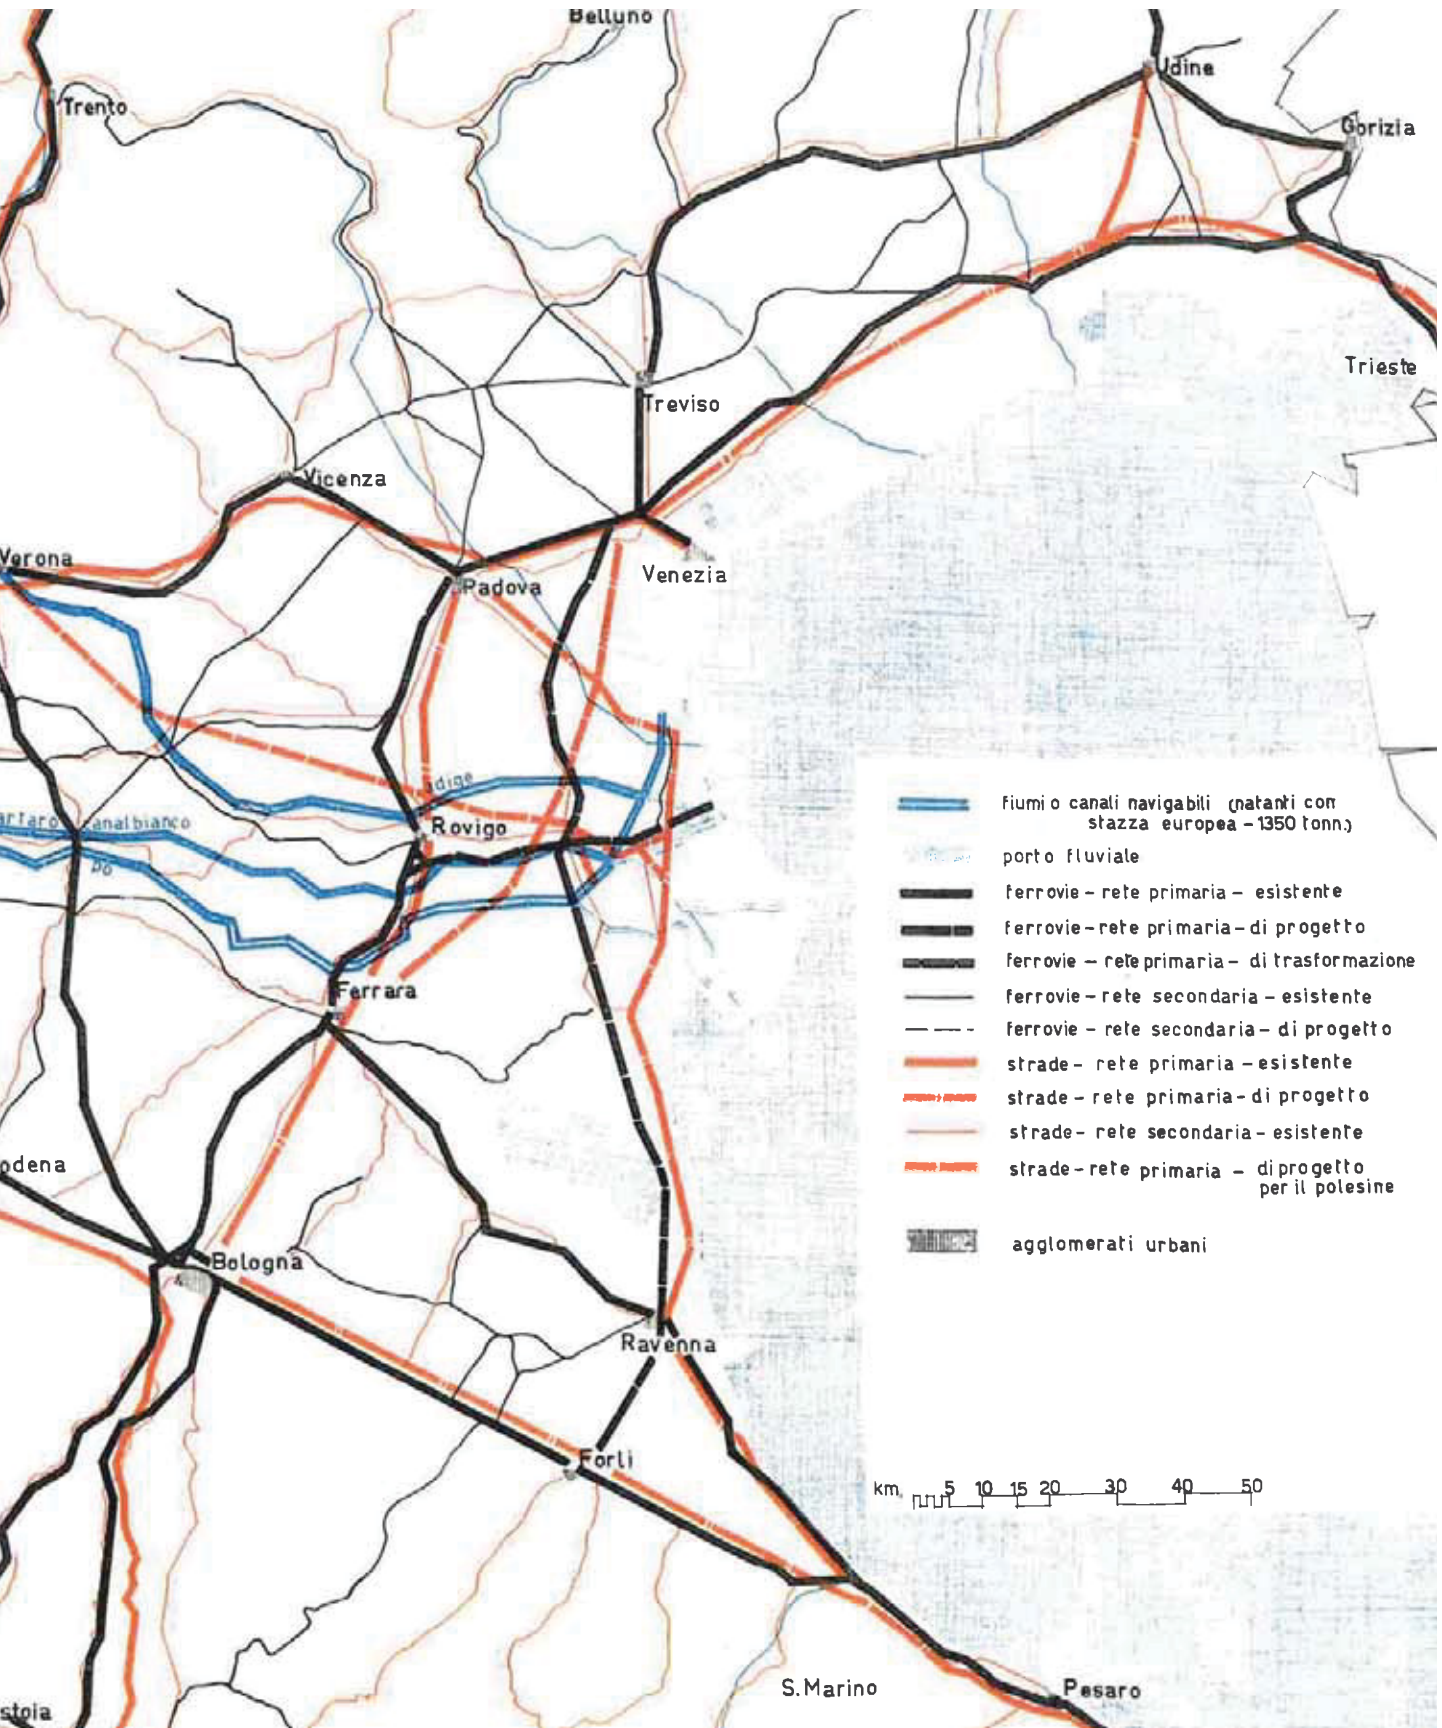 Belluno
Udine
Trento
Gorizia
Trieste
Treviso
Vicenza
Verona
Venezia
Padova
adige
Rovigo
artaro
canalbianco
po
Ferrara
odena
Bologna
Ravenna
Forlì
S.Marino
Pesaro
stoia
fiumi o canali navigabili (natanti con
stazza europea - 1350 tonn.)
porto fluviale
ferrovie - rete primaria - esistente
ferrovie - rete primaria - di progetto
ferrovie - rete primaria - di trasformazione
ferrovie - rete secondaria - esistente
ferrovie - rete secondaria - di progetto
strade - rete primaria - esistente
strade - rete primaria - di progetto
strade - rete secondaria - esistente
strade - rete primaria - di progetto
per il polesine
agglomerati urbani
km. 5 10 15 20 30 40 50